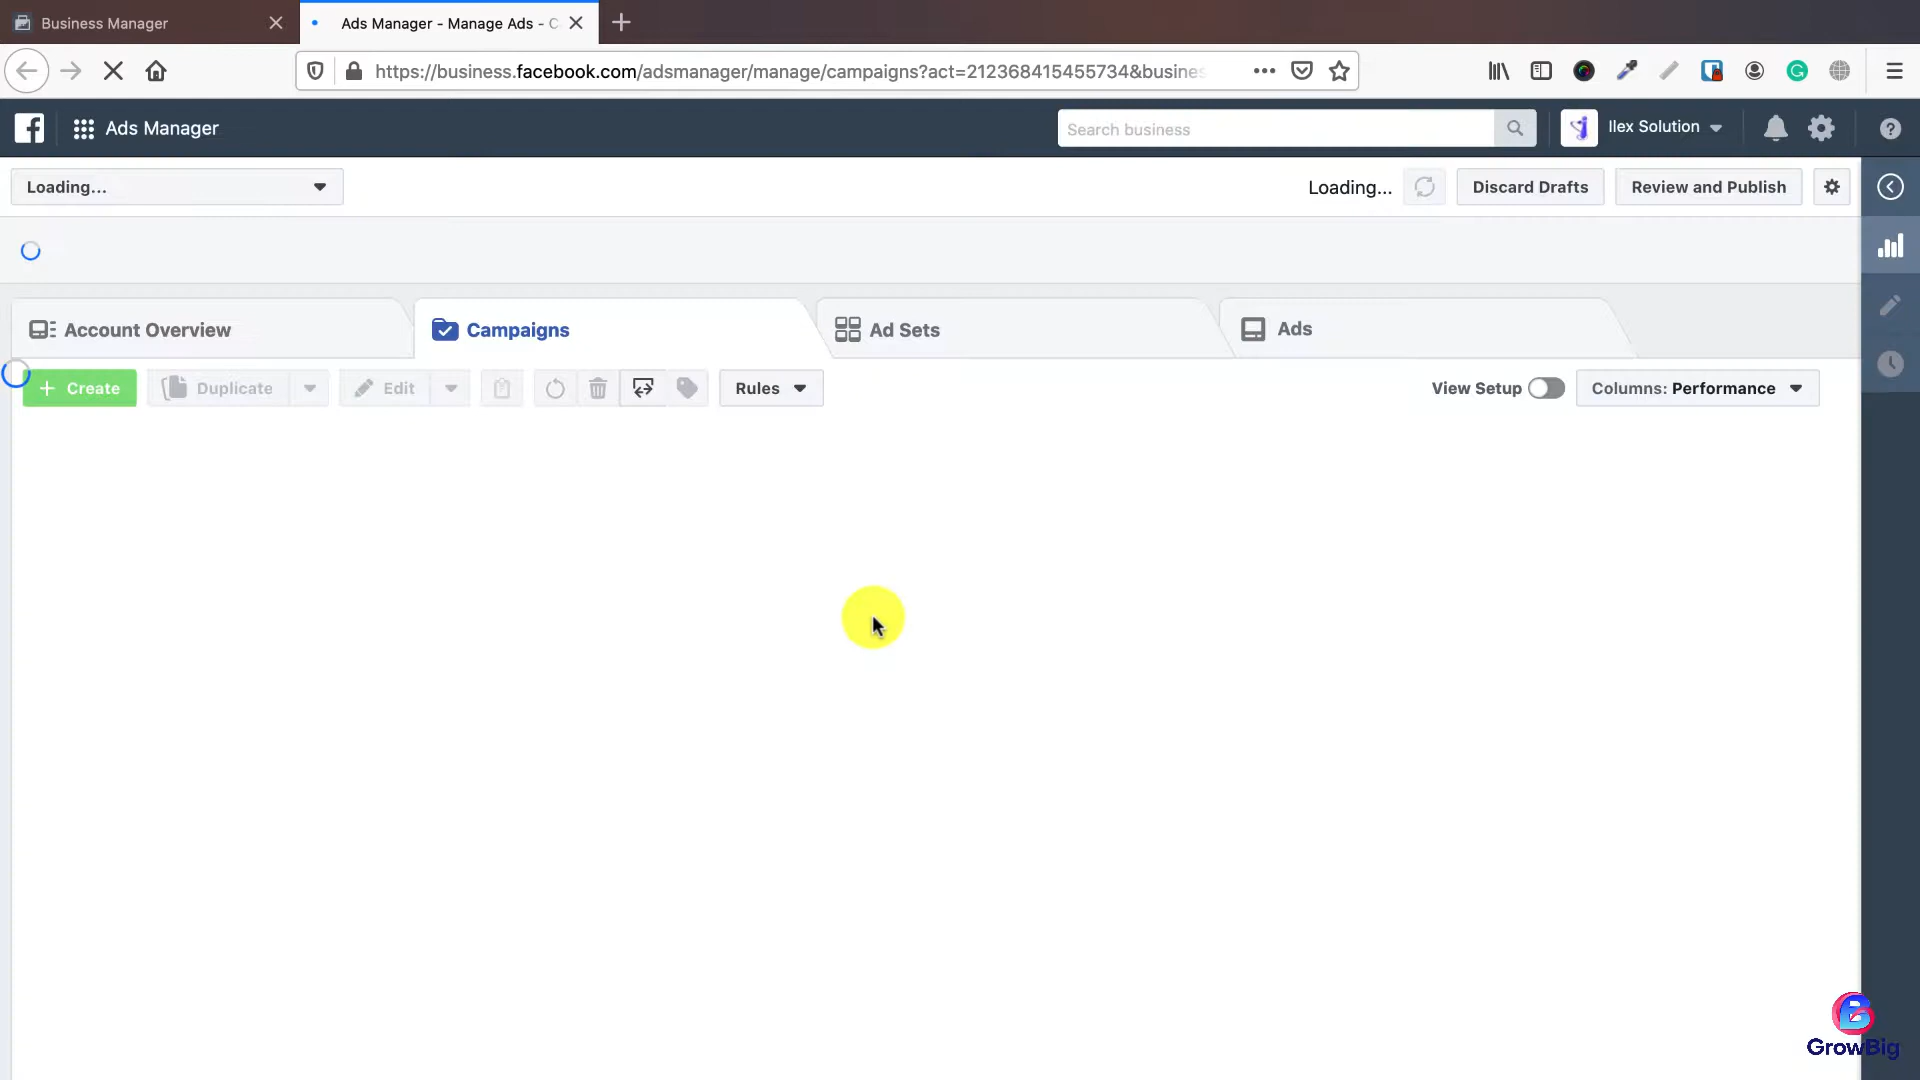 Business Manager
Ads Manager - Manage Ads - C
https://business.facebook.com/adsmanager/manage/campaigns?act=212368415455734&busines
Ads Manager
Search business
Ilex Solution
Loading...
Loading...
Discard Drafts
Review and Publish
Account Overview
Campaigns
Ad Sets
Ads
+ Create
Duplicate
Edit
Rules
View Setup
Columns: Performance
GrowBig